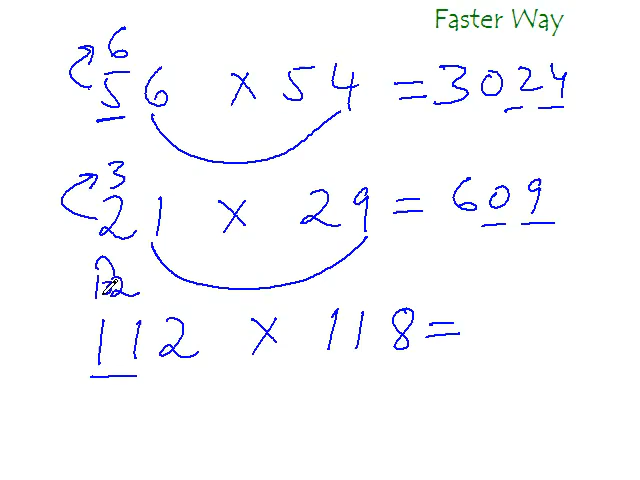 Faster Way
6
56 × 54 = 3024
3
21 × 29 = 609
112 × 118 =